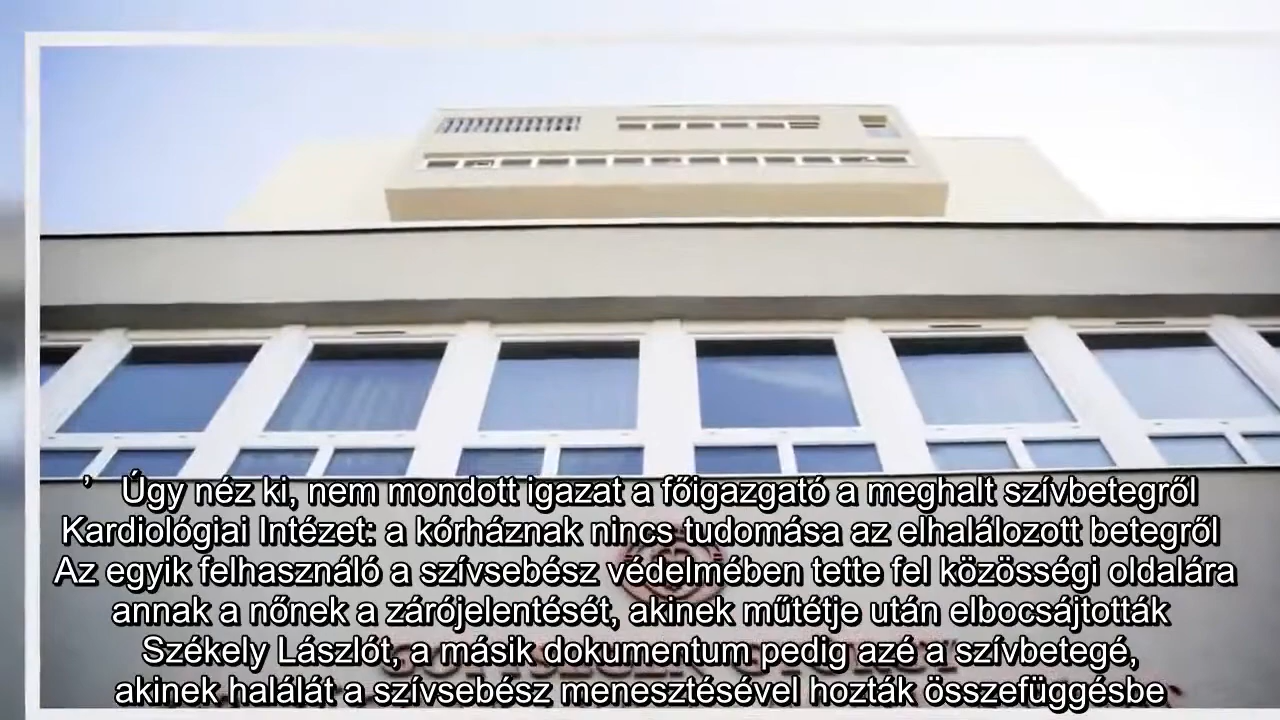 ’ Úgy néz ki, nem mondott igazat a főigazgató a meghalt szívbetegről
Kardiológiai Intézet: a kórháznak nincs tudomása az elhalálozott betegről
Az egyik felhasználó a szívsebész védelmében tette fel közösségi oldalára
annak a nőnek a zárójelentését, akinek műtétje után elbocsájtották
Székely Lászlót, a másik dokumentum pedig azé a szívbetegé,
akinek halálát a szívsebész menesztésével hozták összefüggésbe